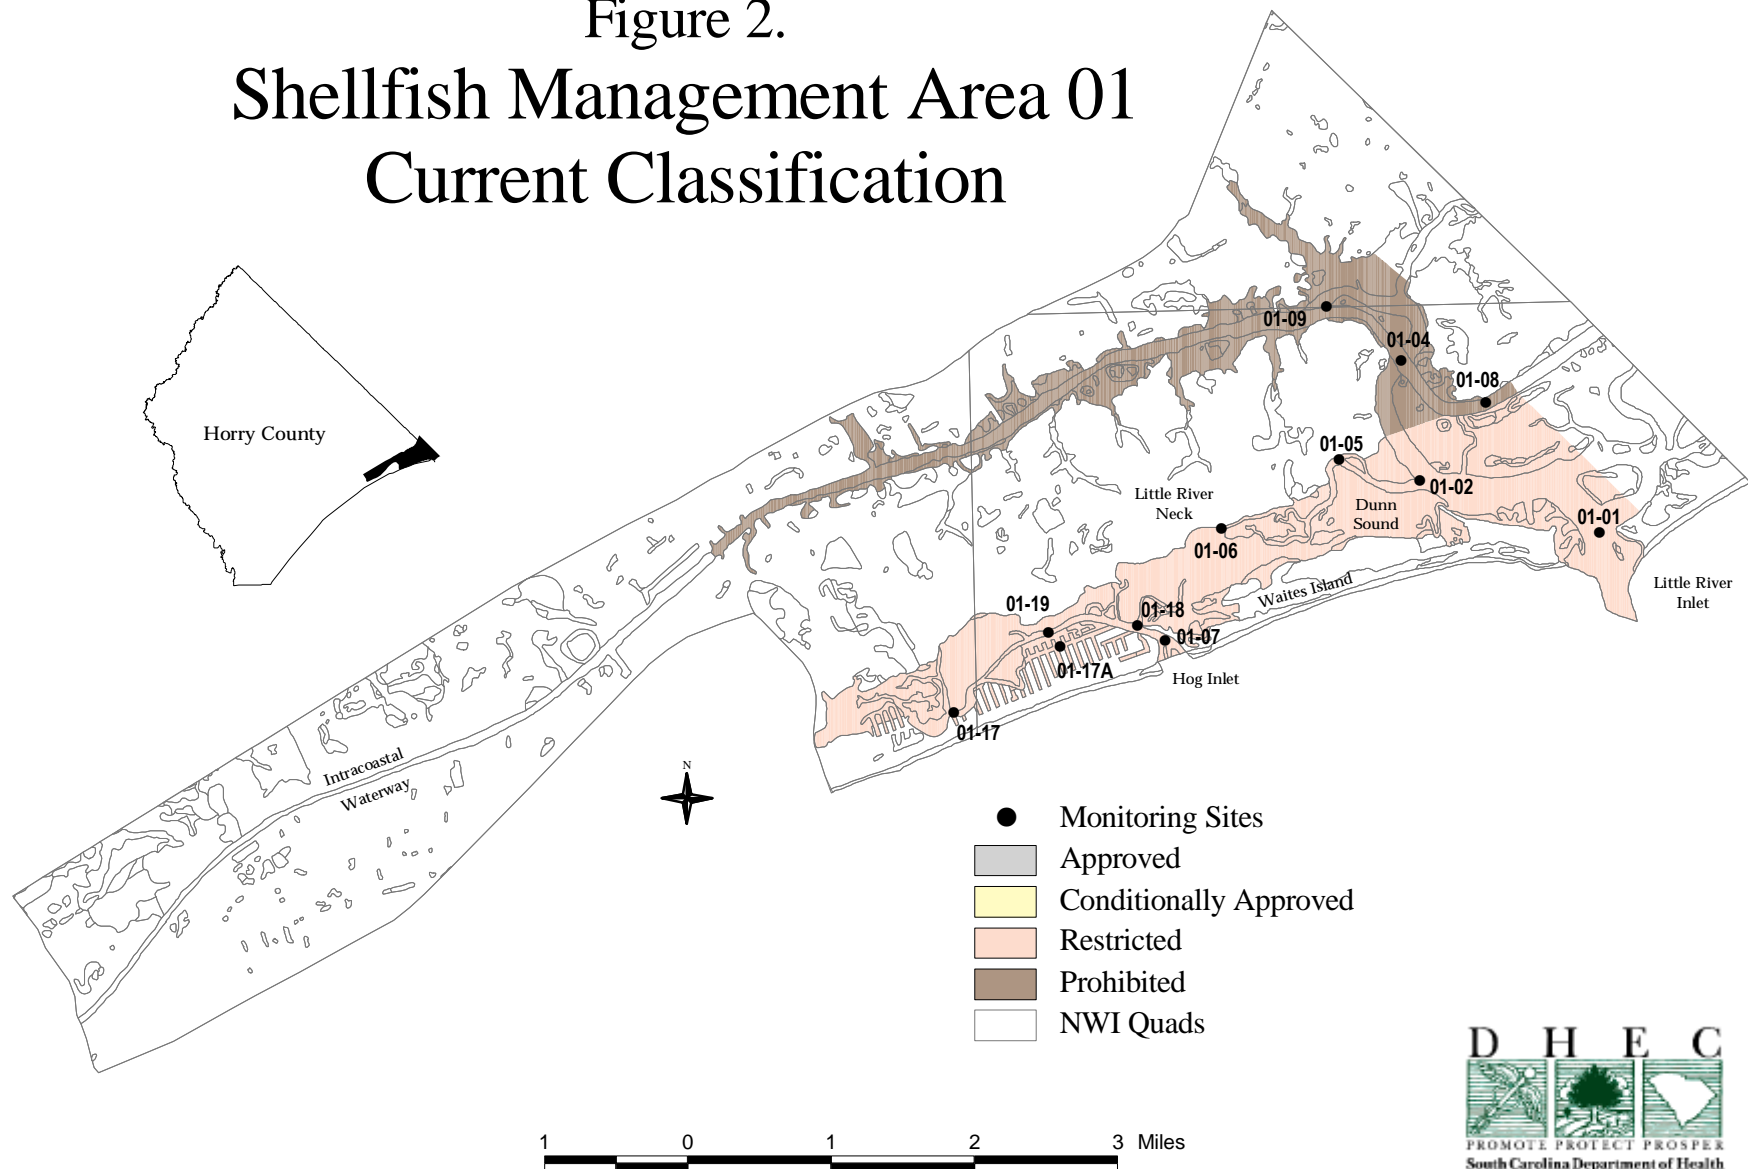 Figure 2.
Shellfish Management Area 01
Current Classification
Horry County
01-09
01-04
01-08
01-05
01-02
Little River
Neck
Dunn
Sound
01-01
01-06
Waites Island
Little River
Inlet
01-19
01-18
01-07
01-17A
Hog Inlet
01-17
Intracoastal
Waterway
N
Monitoring Sites
Approved
Conditionally Approved
Restricted
Prohibited
NWI Quads
1 0 1 2 3 Miles
D H E C
PROMOTE PROTECT PROSPER
South Carolina Department of Health